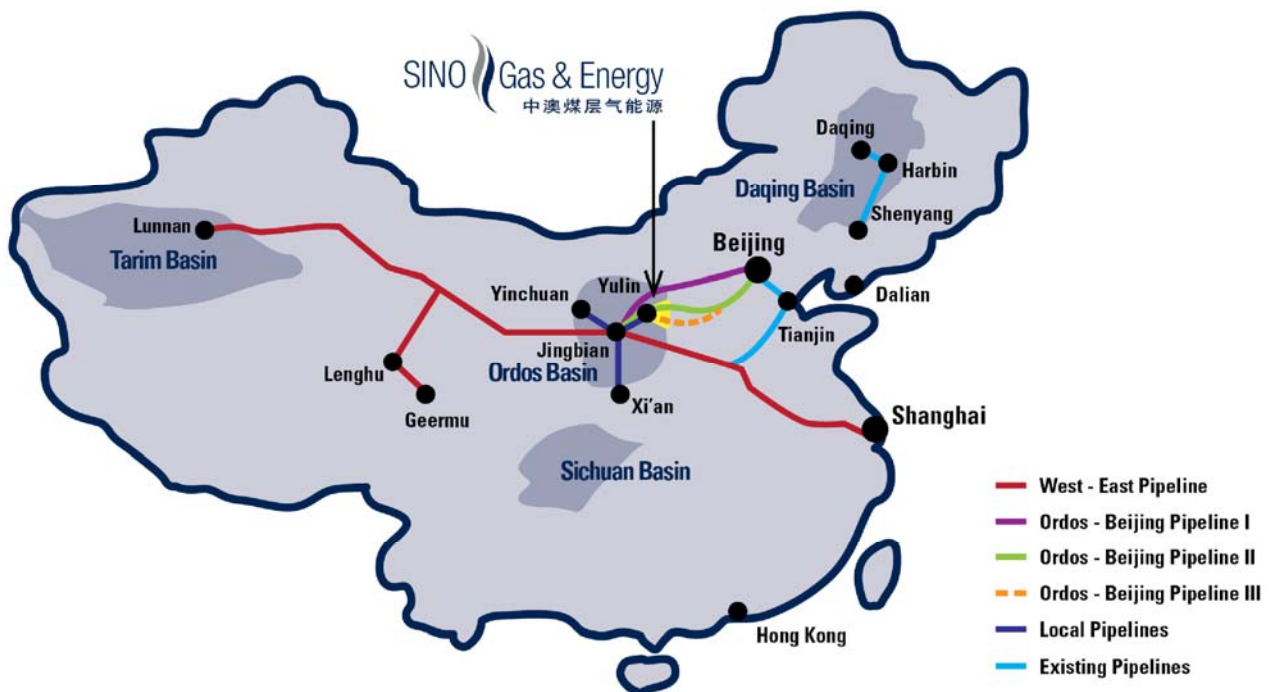 SINO Gas & Energy
中澳煤层气能源
Daqing
Harbin
Daqing Basin
Shenyang
Lunnan
Tarim Basin
Beijing
Yulin
Yinchuan
Dalian
Tianjin
Jingbian
Lenghu
Ordos Basin
Geermu
Xi'an
Shanghai
Sichuan Basin
West - East Pipeline
Ordos - Beijing Pipeline I
Ordos - Beijing Pipeline II
Ordos - Beijing Pipeline III
Hong Kong
Local Pipelines
Existing Pipelines